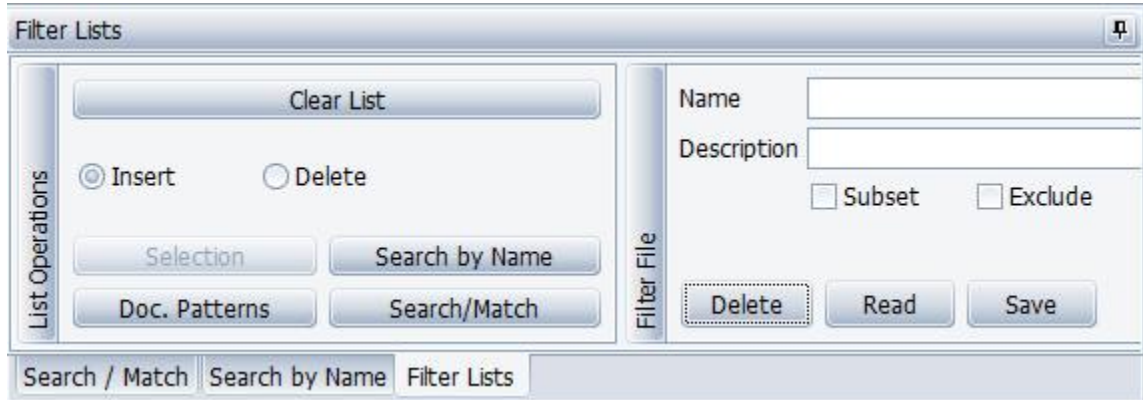 Filter Lists
List Operations
Clear List
Insert Delete
Selection Search by Name
Doc. Patterns Search/Match
Filter File
Name
Description
Subset Exclude
Delete Read Save
Search / Match Search by Name Filter Lists